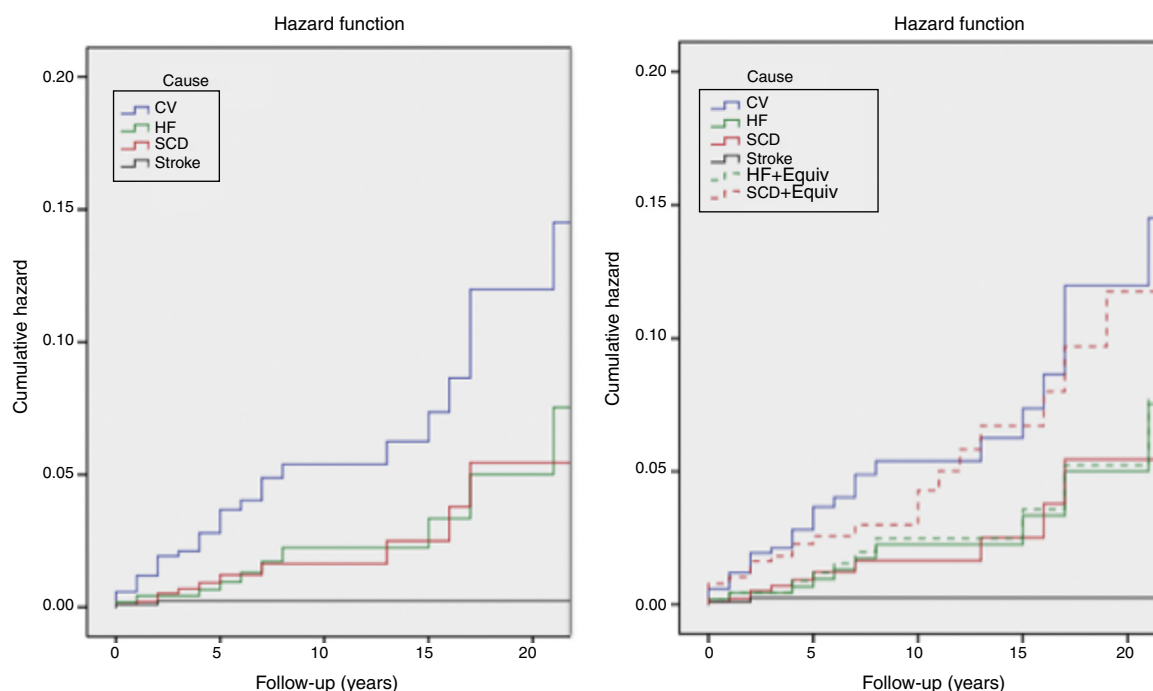 Hazard function
0.20
0.15
0.10
0.05
0.00
Cumulative hazard
Cause
CV
HF
SCD
Stroke
0 5 10 15 20
Follow-up (years)
Hazard function
0.20
0.15
0.10
0.05
0.00
Cumulative hazard
Cause
CV
HF
SCD
Stroke
HF+Equiv
SCD+Equiv
0 5 10 15 20
Follow-up (years)